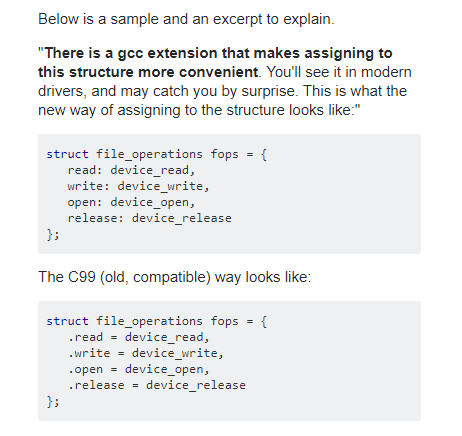 Below is a sample and an excerpt to explain.
"There is a gcc extension that makes assigning to
this structure more convenient. You'll see it in modern
drivers, and may catch you by surprise. This is what the
new way of assigning to the structure looks like:"
struct file_operations fops = {
   read: device_read,
   write: device_write,
   open: device_open,
   release: device_release
};
The C99 (old, compatible) way looks like:
struct file_operations fops = {
   .read = device_read,
   .write = device_write,
   .open = device_open,
   .release = device_release
};